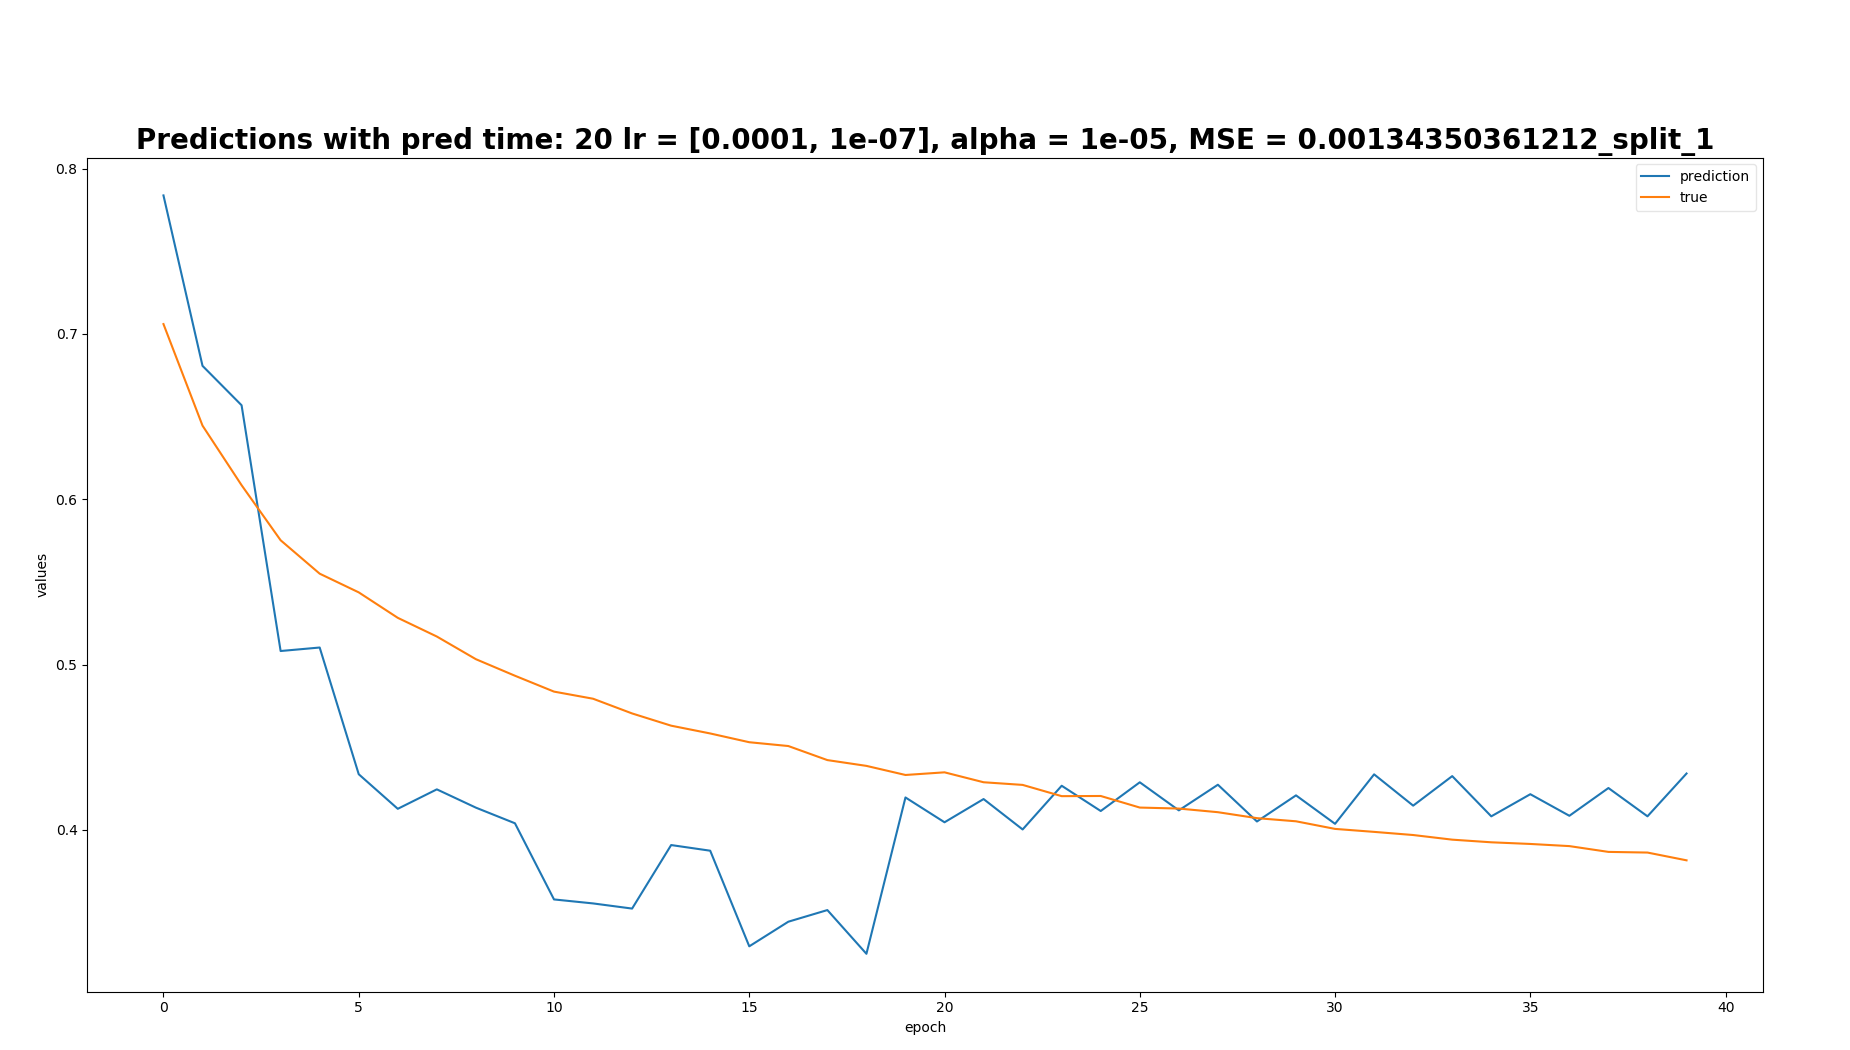 Predictions with pred time: 20 lr = [0.0001, 1e-07], alpha = 1e-05, MSE = 0.00134350361212_split_1
prediction
true
0.8
0.7
0.6
0.5
0.4
values
0 5 10 15 20 25 30 35 40
epoch